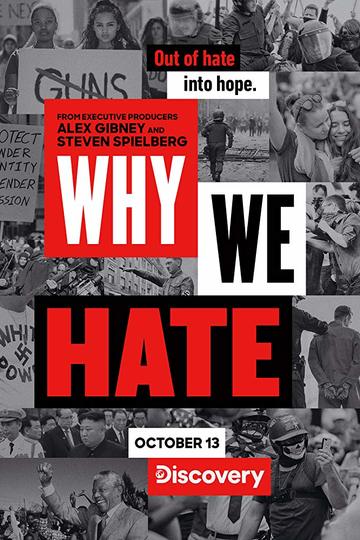 GUNS
Out of hate
into hope.
FROM EXECUTIVE PRODUCERS
ALEX GIBNEY AND
STEVEN SPIELBERG
WHY
WE
HATE
OCTOBER 13
Discovery